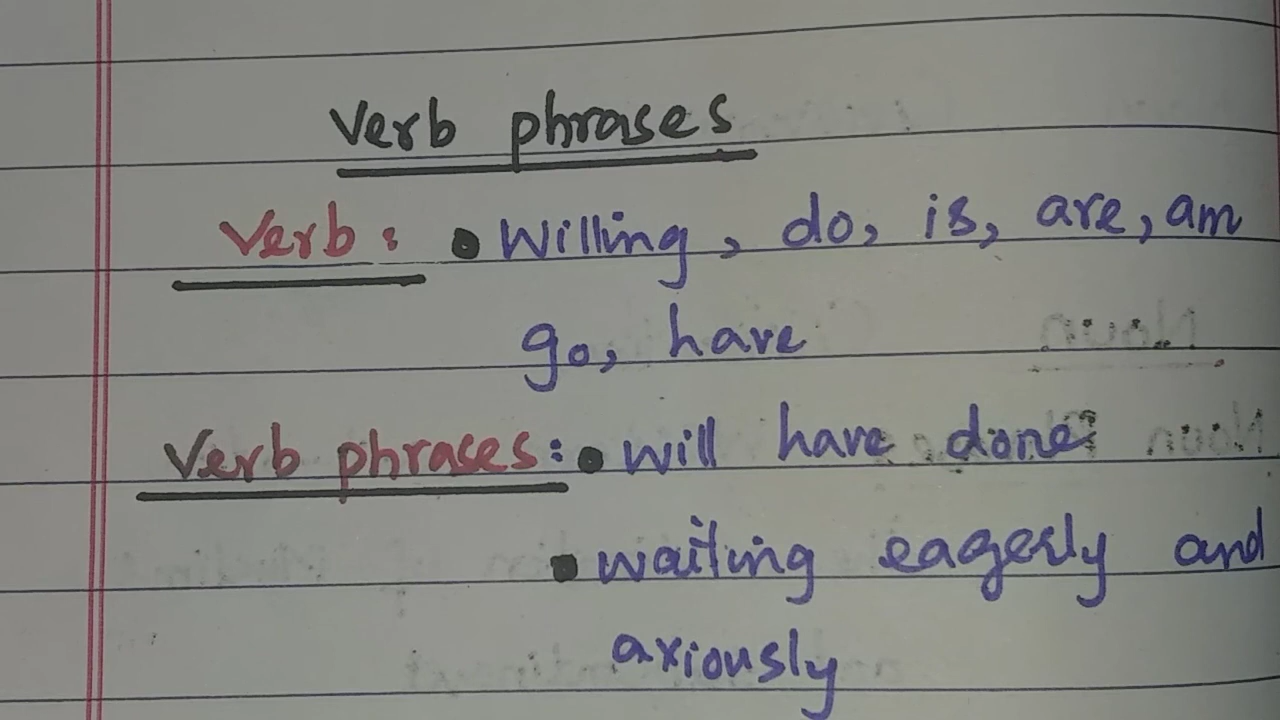 Verb phrases
Verb: • Willing, do, is, are, am
go, have
Verb phrases: • will have done
• waiting eagerly and
axiously